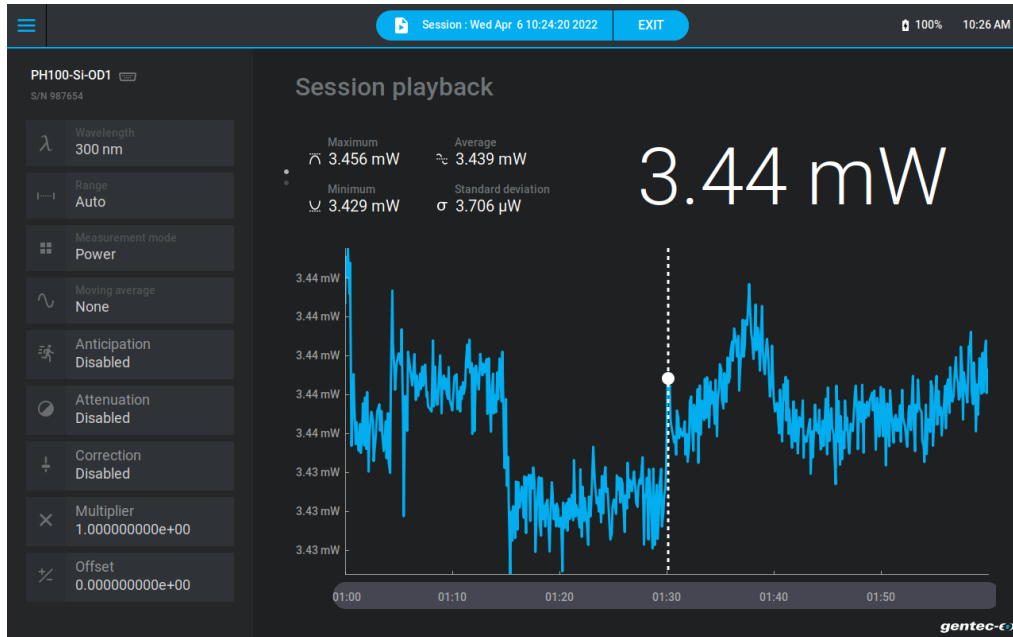 Session : Wed Apr 6 10:24:20 2022 EXIT 100% 10:26 AM
PH100-Si-OD1
S/N 987654
Wavelength
300 nm
Range
Auto
Measurement mode
Power
Moving average
None
Anticipation
Disabled
Attenuation
Disabled
Correction
Disabled
Multiplier
1.000000000e+00
Offset
0.000000000e+00
Session playback
Maximum
3.456 mW
Average
3.439 mW
Minimum
3.429 mW
Standard deviation
σ 3.706 µW
3.44 mW
3.44 mW
3.44 mW
3.44 mW
3.44 mW
3.44 mW
3.43 mW
3.43 mW
3.43 mW
01:00 01:10 01:20 01:30 01:40 01:50